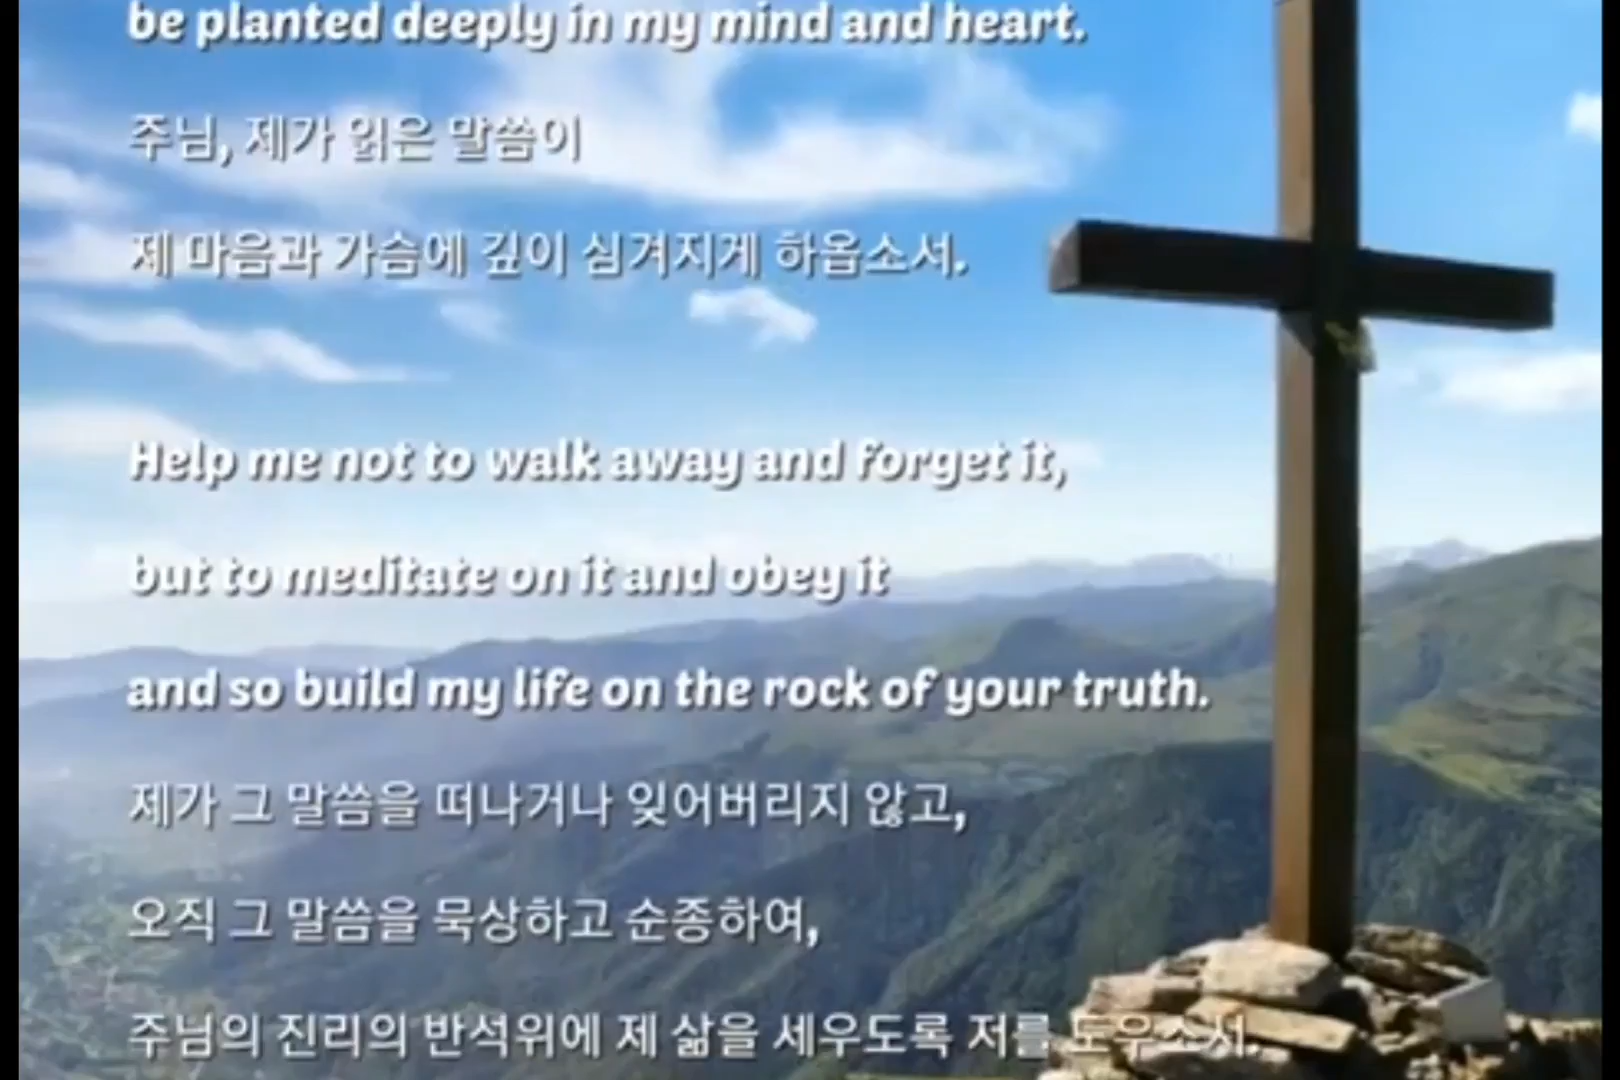 be planted deeply in my mind and heart.
주님, 제가 읽은 말씀이
제 마음과 가슴에 깊이 심겨지게 하옵소서.
Help me not to walk away and forget it,
but to meditate on it and obey it
and so build my life on the rock of your truth.
제가 그 말씀을 떠나거나 잊어버리지 않고,
오직 그 말씀을 묵상하고 순종하여,
주님의 진리의 반석위에 제 삶을 세우도록 저를 도우소서.